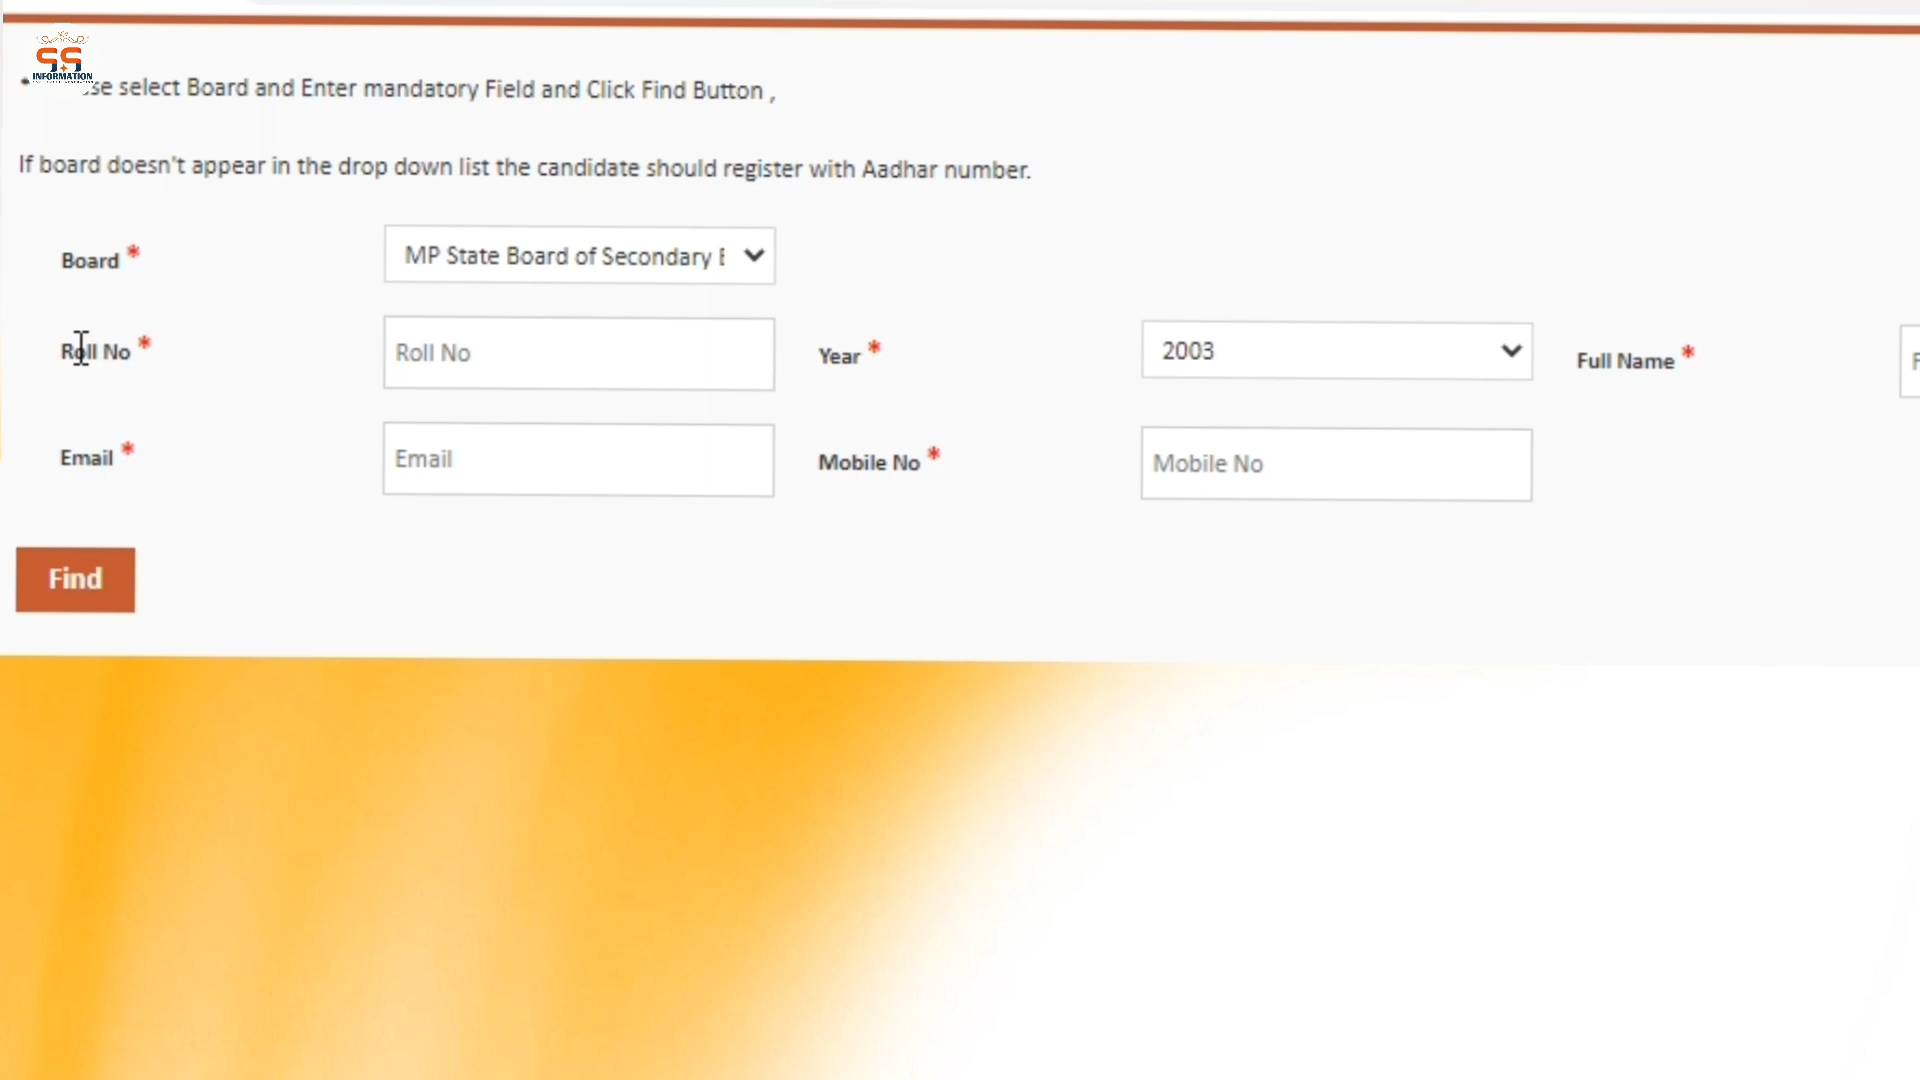 SS
INFORMATION
* se select Board and Enter mandatory Field and Click Find Button ,
If board doesn't appear in the drop down list the candidate should register with Aadhar number.
Board *
MP State Board of Secondary E
Roll No *
Roll No
Year *
2003
Full Name *
F
Email *
Email
Mobile No *
Mobile No
Find